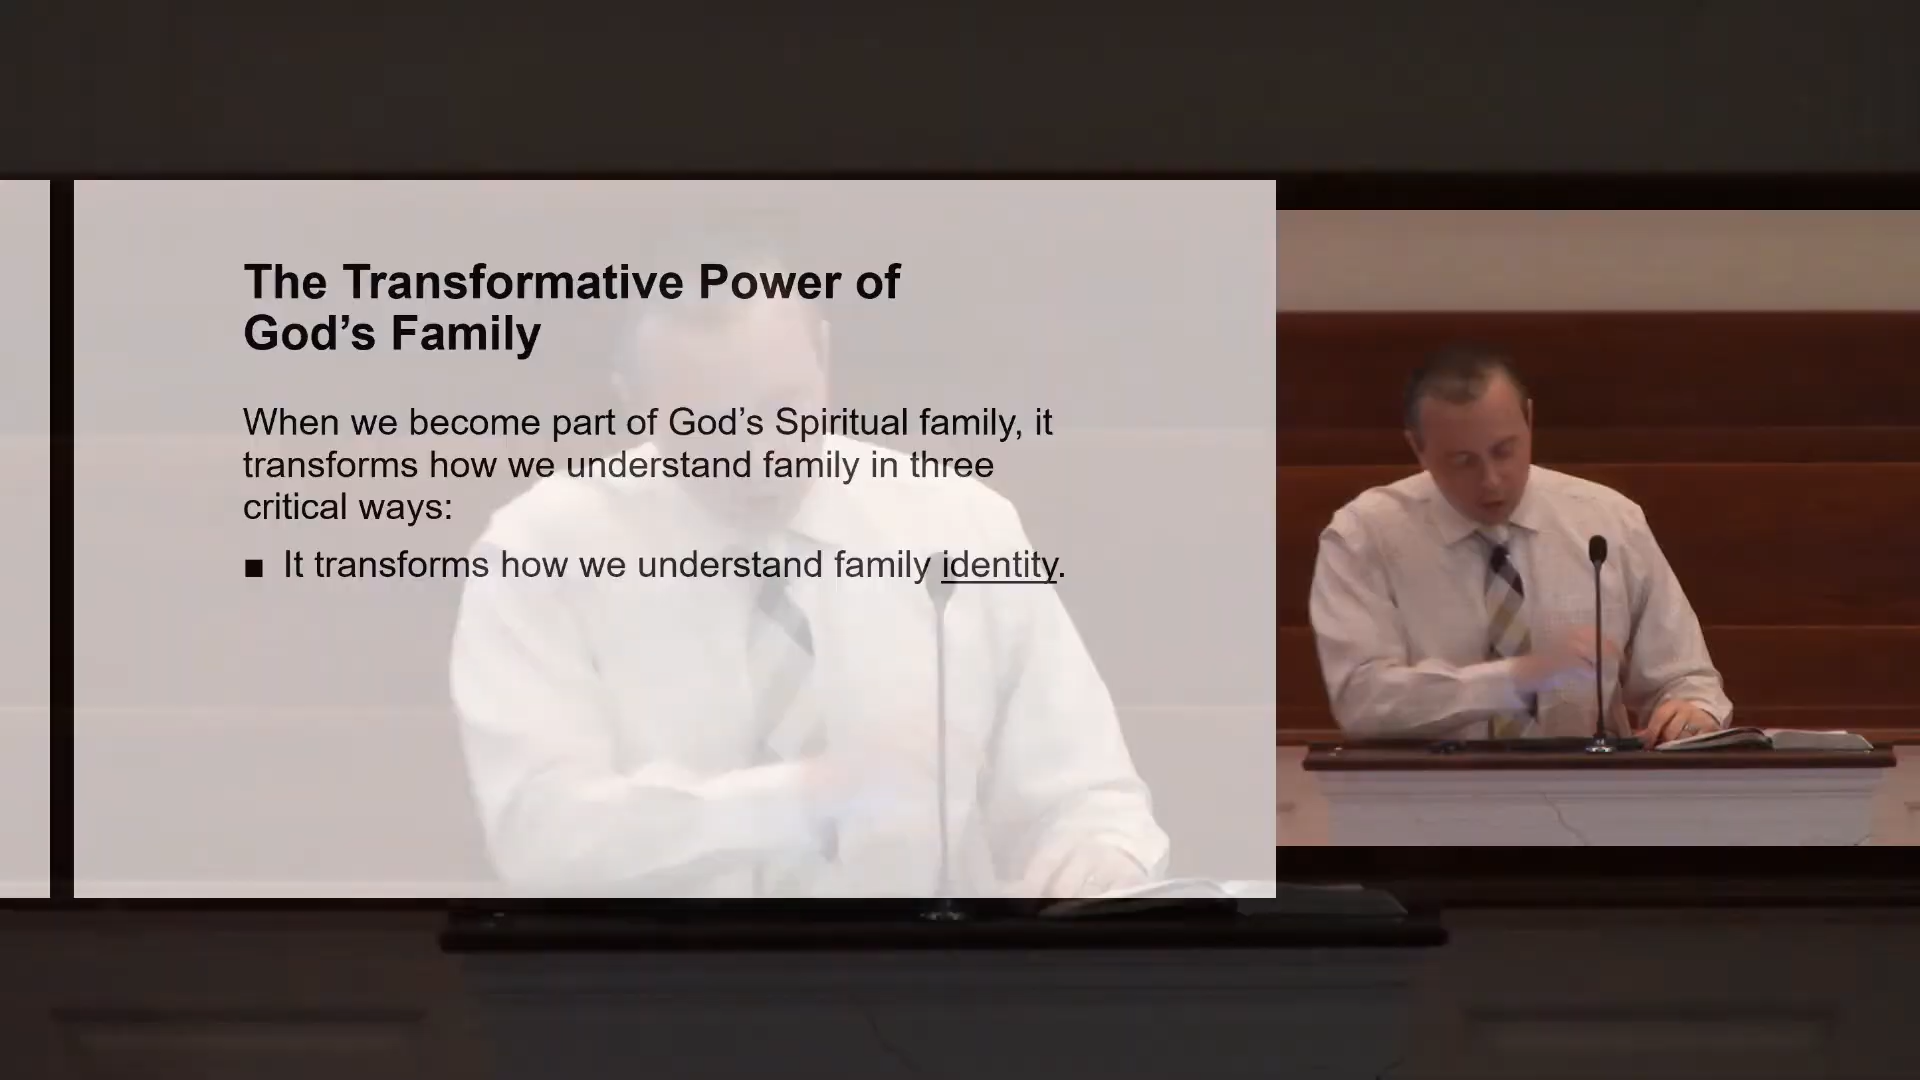 The Transformative Power of
God’s Family
When we become part of God’s Spiritual family, it
transforms how we understand family in three
critical ways:
■ It transforms how we understand family identity.